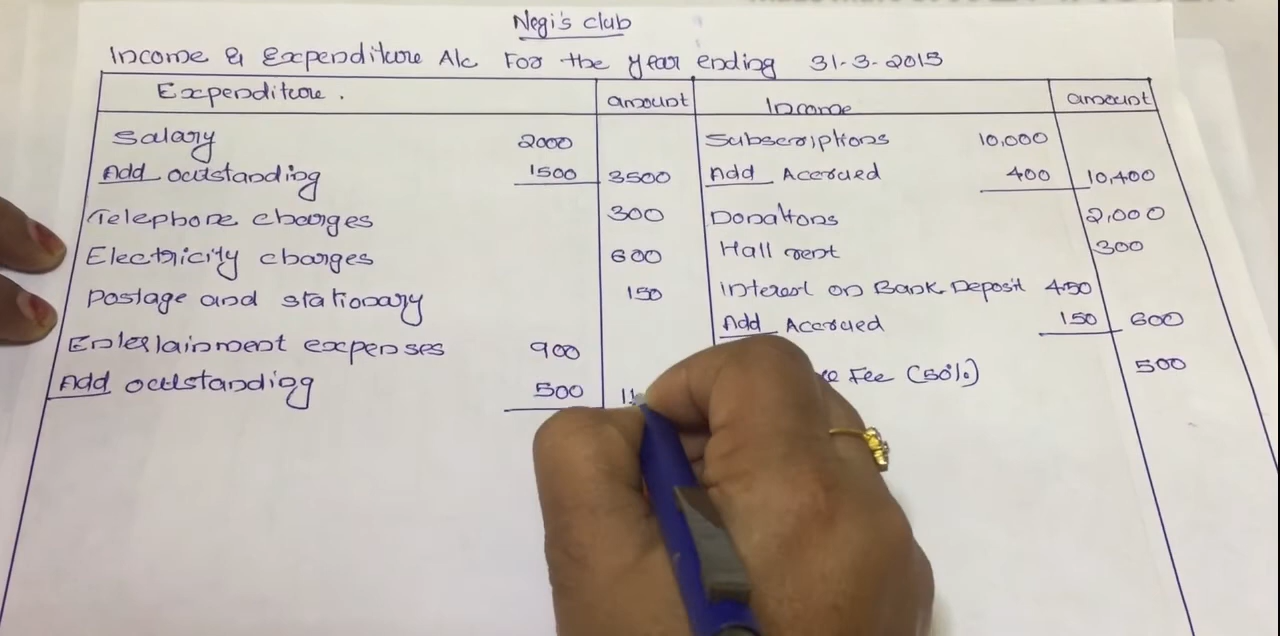 Negi's club
Income & Expenditure A/c For the year ending 31-3-2015
Expenditure. amount Income amount
Salary 2000 Subscriptions 10,000
Add outstanding 1500 3500 Add Accrued 400 10,400
Telephone charges 300 Donations 2,000
Electricity charges 600 Hall rent 300
Postage and stationary 150 Interest on Bank Deposit 450
Add Accrued 150 600
Entertainment expenses 900
Fee (50%) 500
Add outstanding 500